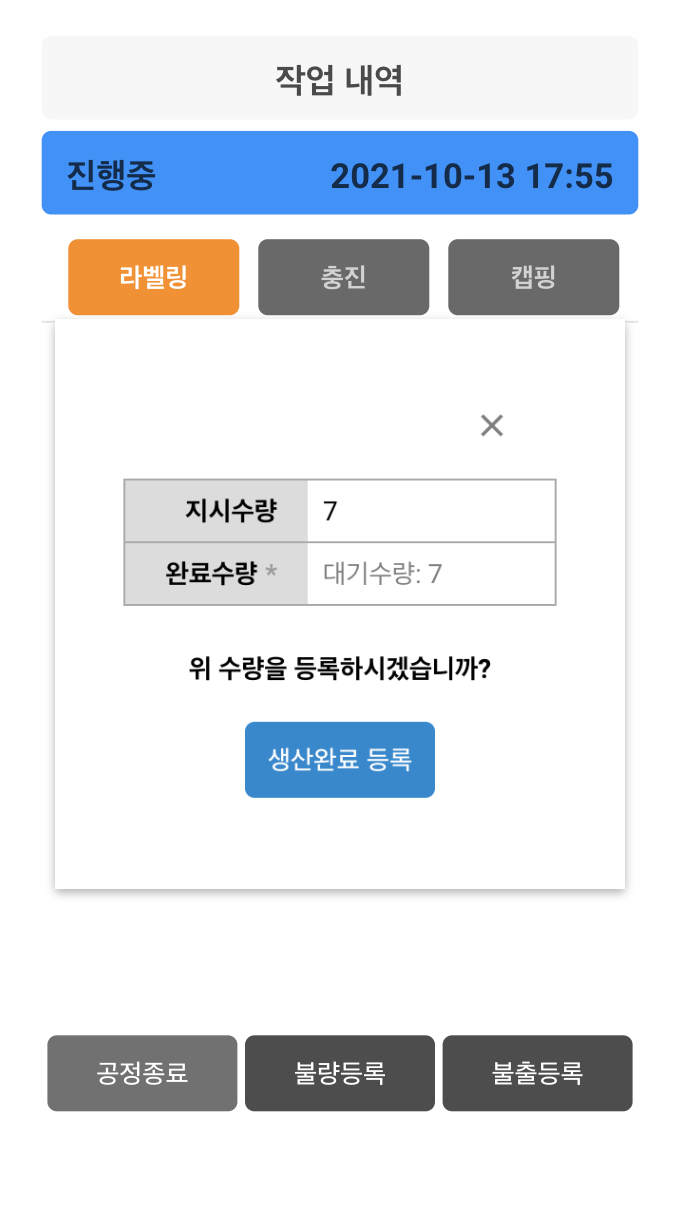 작업 내역
진행중 2021-10-13 17:55
라벨링 충진 캡핑
×
지시수량 7
완료수량 * 대기수량: 7
위 수량을 등록하시겠습니까?
생산완료 등록
공정종료 불량등록 불출등록